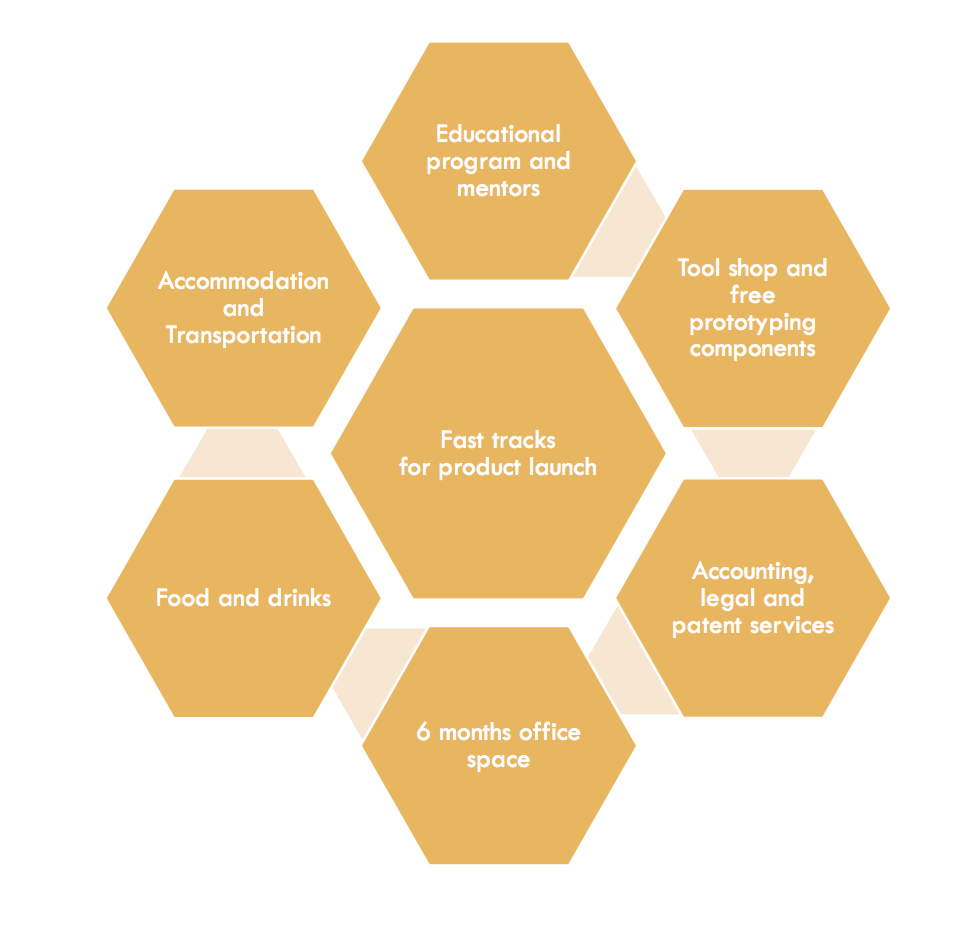 Educational
program and
mentors
Tool shop and
free
prototyping
components
Accommodation
and
Transportation
Fast tracks
for product launch
Accounting,
legal and
patent services
Food and drinks
6 months office
space